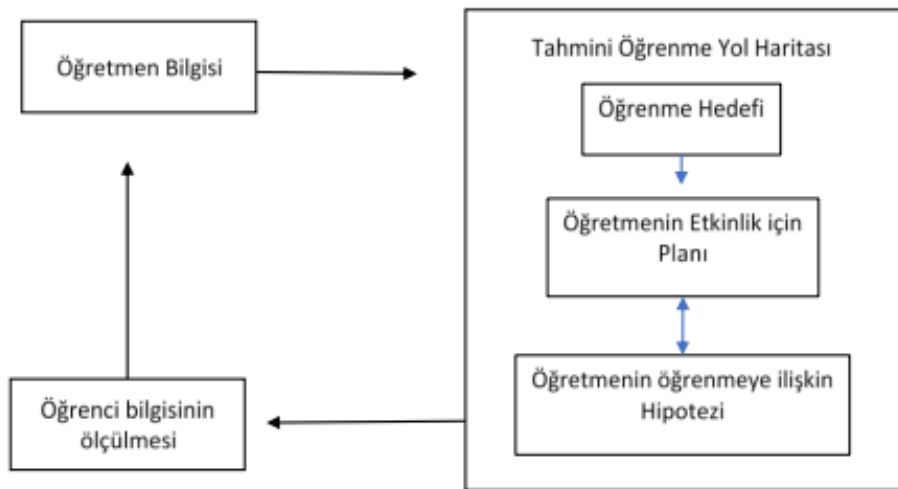 Öğretmen Bilgisi
Tahmini Öğrenme Yol Haritası
Öğrenme Hedefi
Öğretmenin Etkinlik için
Planı
Öğretmenin öğrenmeye ilişkin
Hipotezi
Öğrenci bilgisinin
ölçülmesi